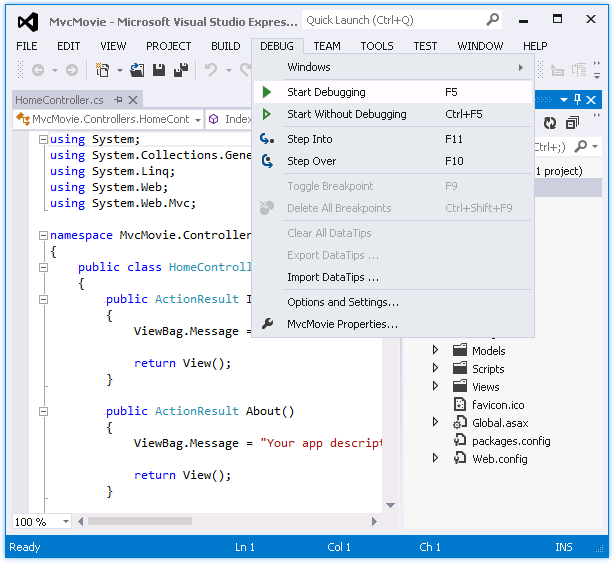 MvcMovie - Microsoft Visual Studio Expres...
Quick Launch (Ctrl+Q)
FILE EDIT VIEW PROJECT BUILD DEBUG TEAM TOOLS TEST WINDOW HELP
HomeController.cs
MvcMovie.Controllers.HomeCont
Index
using System;
using System.Collections.Gene
using System.Linq;
using System.Web;
using System.Web.Mvc;
namespace MvcMovie.Controller
{
public class HomeControll
{
public ActionResult I
{
ViewBag.Message =
return View();
}
public ActionResult About()
{
ViewBag.Message = "Your app descript
return View();
}
100 %
Windows
Start Debugging F5
Start Without Debugging Ctrl+F5
Step Into F11
Step Over F10
Toggle Breakpoint F9
Delete All Breakpoints Ctrl+Shift+F9
Clear All DataTips
Export DataTips ...
Import DataTips ...
Options and Settings...
MvcMovie Properties...
Ctrl+;)
1 project)
Models
Scripts
Views
favicon.ico
Global.asax
packages.config
Web.config
Ready Ln 1 Col 1 Ch 1 INS